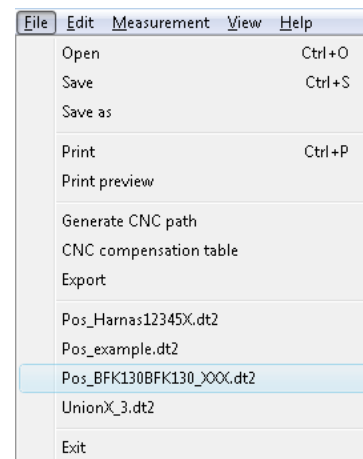 File Edit Measurement View Help
Open Ctrl+O
Save Ctrl+S
Save as
Print Ctrl+P
Print preview
Generate CNC path
CNC compensation table
Export
Pos_Harnas12345X.dt2
Pos_example.dt2
Pos_BFK130BFK130_XXX.dt2
UnionX_3.dt2
Exit